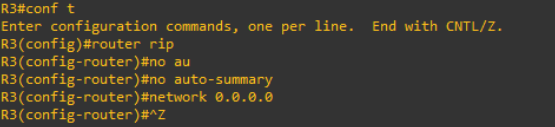 R3#conf t
Enter configuration commands, one per line.  End with CNTL/Z.
R3(config)#router rip
R3(config-router)#no au
R3(config-router)#no auto-summary
R3(config-router)#network 0.0.0.0
R3(config-router)#^Z